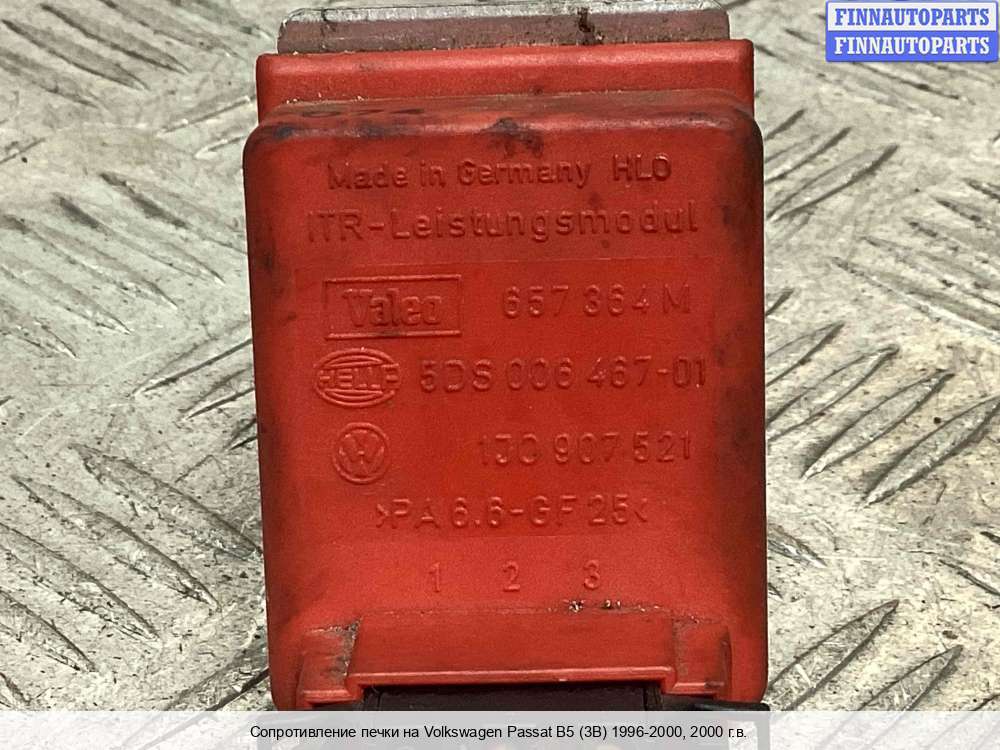 FINNAUTOPARTS
FINNAUTOPARTS
Made in Germany HLO
ITR-Leistungsmodul
Valeo 657 364 M
HELLA 5DS 006 467-01
VW 1J0 907 521
>PA 6.6-GF 25<
1 2 3
Сопротивление печки на Volkswagen Passat B5 (3B) 1996-2000, 2000 г.в.